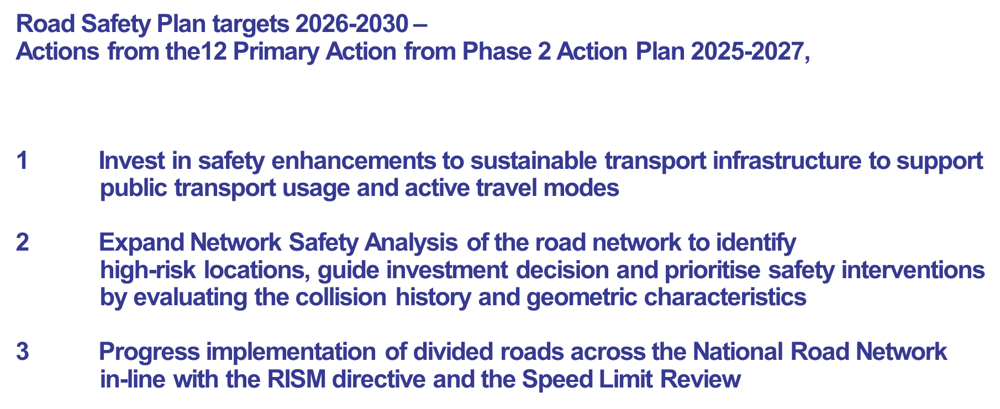 Road Safety Plan targets 2026-2030 –
Actions from the12 Primary Action from Phase 2 Action Plan 2025-2027,
1 Invest in safety enhancements to sustainable transport infrastructure to support
public transport usage and active travel modes
2 Expand Network Safety Analysis of the road network to identify
high-risk locations, guide investment decision and prioritise safety interventions
by evaluating the collision history and geometric characteristics
3 Progress implementation of divided roads across the National Road Network
in-line with the RISM directive and the Speed Limit Review